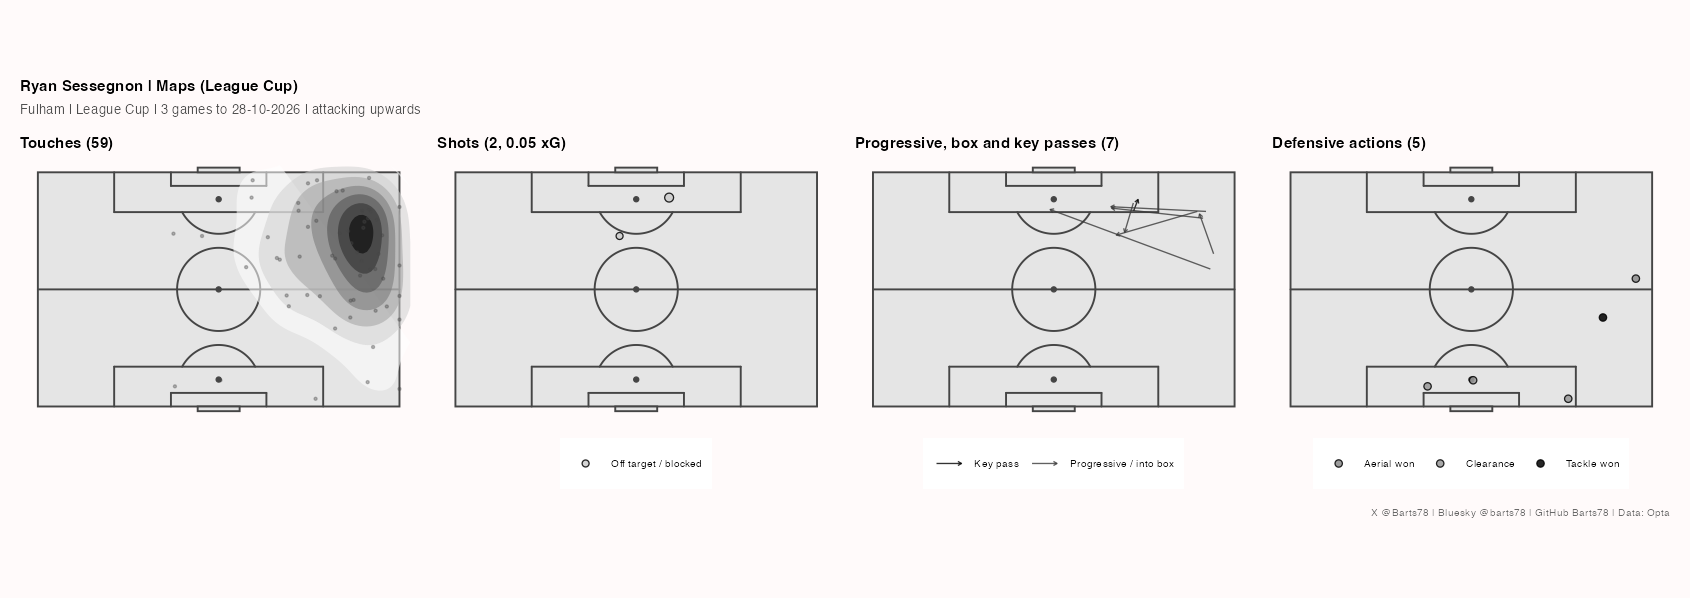 Ryan Sessegnon | Maps (League Cup)
Fulham | League Cup | 3 games to 28-10-2026 | attacking upwards
Touches (59)
Shots (2, 0.05 xG)
Progressive, box and key passes (7)
Defensive actions (5)
Off target / blocked
Key pass
Progressive / into box
Aerial won
Clearance
Tackle won
X @Barts78 | Bluesky @barts78 | GitHub Barts78 | Data: Opta